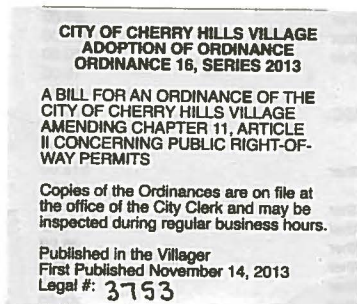 CITY OF CHERRY HILLS VILLAGE
ADOPTION OF ORDINANCE
ORDINANCE 16, SERIES 2013
A BILL FOR AN ORDINANCE OF THE
CITY OF CHERRY HILLS VILLAGE
AMENDING CHAPTER 11, ARTICLE
II CONCERNING PUBLIC RIGHT-OF-
WAY PERMITS
Copies of the Ordinances are on file at
the office of the City Clerk and may be
inspected during regular business hours.
Published in the Villager
First Published November 14, 2013
Legal #: 3753